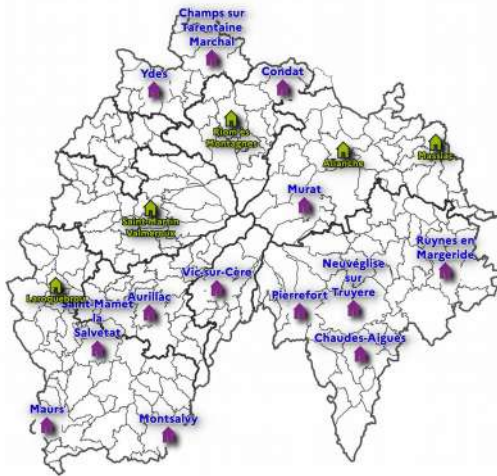 Champs sur
Tarentaine
Marchal
Ydes
Condat
Riom es
Montagnes
Allanche
Massiac
Murat
Saint-Martin
Valmeroux
Ruynes en
Margeride
Neuvéglise
sur
Truyere
Vic-sur-Cère
Laroquebrou
Saint-Mamet
la
Salvetat
Aurillac
Pierrefort
Chaudes-Aigues
Maurs
Montsalvy